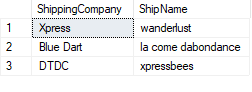 ShippingCompany ShipName
1 Xpress wanderlust
2 Blue Dart la come dabondance
3 DTDC xpressbees